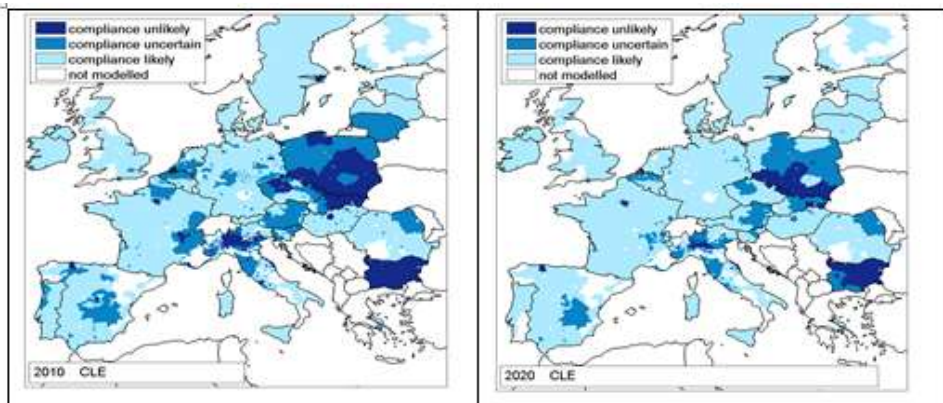 compliance unlikely
compliance uncertain
compliance likely
not modelled
2010 CLE
compliance unlikely
compliance uncertain
compliance likely
not modelled
2020 CLE